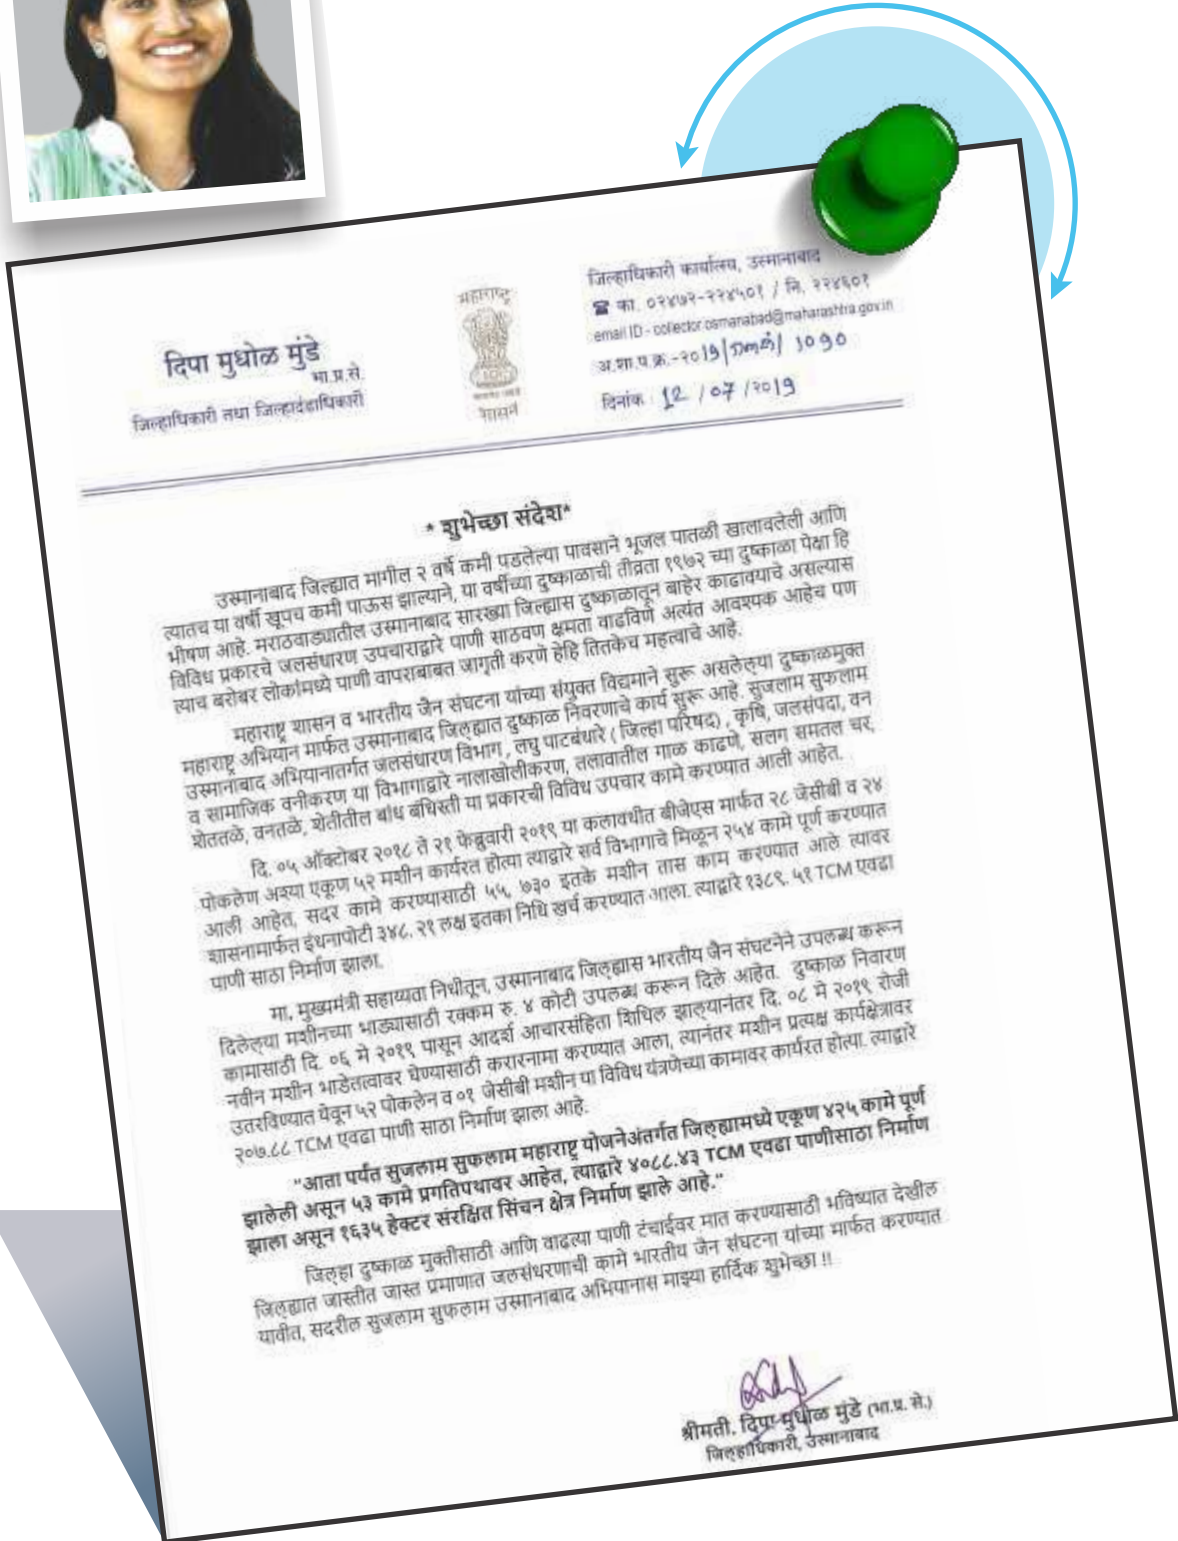 दिपा मुधोळ मुंडे
भा.प्र.से.
जिल्हाधिकारी तथा जिल्हादंडाधिकारी
महाराष्ट्र
शासन
जिल्हाधिकारी कार्यालय, उस्मानाबाद
☎ का. ०२४७२-२२४५०१ / नि. २२४६०१
email ID - collector.osmanabad@maharashtra.gov.in
अ.शा.प.क्र.-२०19/ 1090
दिनांक : 12 / 07 /२०19
* शुभेच्छा संदेश*
उस्मानाबाद जिल्ह्यात मागील २ वर्षे कमी पडतेल्या पावसाने भूजल पातळी खालावलेली आणि
त्यातच या वर्षी खूपच कमी पाऊस झाल्याने, या वर्षीच्या दुष्काळाची तीव्रता १९७२ च्या दुष्काळा पेक्षा हि
भीषण आहे. मराठवाड्यातील उस्मानाबाद सारख्या जिल्ह्यास दुष्काळातून बाहेर काढावयाचे असल्यास
विविध प्रकारचे जलसंधारण उपचाराद्वारे पाणी साठवण क्षमता वाढविणे अत्यंत आवश्यक आहेच पण
त्याच बरोबर लोकांमध्ये पाणी वापराबाबत जागृती करणे हेहि तितकेच महत्वाचे आहे.
महाराष्ट्र शासन व भारतीय जैन संघटना यांच्या संयुक्त विद्यमाने सुरू असलेल्या दुष्काळमुक्त
महाराष्ट्र अभियान मार्फत उस्मानाबाद जिल्ह्यात दुष्काळ निवरणाचे कार्य सुरू आहे. सुजलाम सुफलाम
उस्मानाबाद अभियानातर्गत जलसंधारण विभाग , लघु पाटबंधारे ( जिल्हा परिषद) , कृषि, जलसंपदा, वन
व सामाजिक वनीकरण या विभागाद्वारे नालाखोलीकरण, तलावातील गाळ काढणे, सलग समतल चर,
शेततळे, वनतळे, शेतीतील बांध बंधिस्ती या प्रकारची विविध उपचार कामे करण्यात आली आहेत.
दि. ०५ ऑक्टोबर २०१८ ते २१ फेब्रुवारी २०१९ या कलावधीत बीजेएस मार्फत २८ जेसीबी व २४
पोकलेण अश्या एकूण ५२ मशीन कार्यरत होत्या त्याद्वारे सर्व विभागाचे मिळून २५४ कामे पूर्ण करण्यात
आली आहेत, सदर कामे करण्यासाठी ५५, ७३० इतके मशीन तास काम करण्यात आले त्यावर
शासनामार्फत इंधनापोटी ३४८. २१ लक्ष इतका निधि खर्च करण्यात आला. त्याद्वारे १३८९. ५१ TCM एवढा
पाणी साठा निर्माण झाला.
मा, मुख्यमंत्री सहाय्यता निधीतून, उस्मानाबाद जिल्ह्यास भारतीय जैन संघटनेने उपलब्ध करून
दिलेल्या मशीनच्या भाड्यासाठी रक्कम रु. ४ कोटी उपलब्ध करून दिले आहेत. दुष्काळ निवारण
कामासाठी दि. ०६ मे २०१९ पासून आदर्श आचारसंहिता शिथिल झाल्यानंतर दि. ०८ मे २०१९ रोजी
नवीन मशीन भाडेतत्वावर घेण्यासाठी करारनामा करण्यात आला, त्यानंतर मशीन प्रत्यक्ष कार्यक्षेत्रावर
उतरविण्यात येवून ५२ पोकलेन व ०१ जेसीबी मशीन या विविध यंत्रणेच्या कामावर कार्यरत होत्या. त्याद्वारे
२०७.८८ TCM एवढा पाणी साठा निर्माण झाला आहे.
"आता पर्यंत सुजलाम सुफलाम महाराष्ट्र योजनेअंतर्गत जिल्ह्यामध्ये एकूण ४२५ कामे पूर्ण
झालेली असून ५३ कामे प्रगतिपथावर आहेत, त्याद्वारे ४०८८.४३ TCM एवढा पाणीसाठा निर्माण
झाला असून १६३५ हेक्टर संरक्षित सिंचन क्षेत्र निर्माण झाले आहे."
जिल्हा दुष्काळ मुक्तीसाठी आणि वाढत्या पाणी टंचाईवर मात करण्यासाठी भविष्यात देखील
जिल्ह्यात जास्तीत जास्त प्रमाणात जलसंधरणाची कामे भारतीय जैन संघटना यांच्या मार्फत करण्यात
यावीत, सदरील सुजलाम सुफलाम उस्मानाबाद अभियानास माझ्या हार्दिक शुभेच्छा !!
श्रीमती. दिपा मुधोळ मुंडे (भा.प्र. से.)
जिल्हाधिकारी, उस्मानाबाद